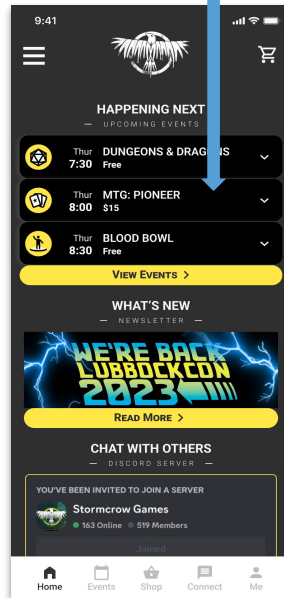 9:41
HAPPENING NEXT
— UPCOMING EVENTS
Thur DUNGEONS & DRAGONS
7:30 Free
Thur MTG: PIONEER
8:00 $15
Thur BLOOD BOWL
8:30 Free
VIEW EVENTS >
WHAT'S NEW
— NEWSLETTER —
WE'RE BACK
LUBBOCKCON
2023
READ MORE >
CHAT WITH OTHERS
— DISCORD SERVER —
YOU'VE BEEN INVITED TO JOIN A SERVER
Stormcrow Games
163 Online 519 Members
Joined
Home Events Shop Connect Me